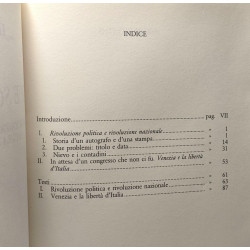 INDICE
Introduzione pag. VII
I. Rivoluzione politica e rivoluzione nazionale » 1
1. Storia d'un autografo e d'una stampa » 1
2. Due problemi: titolo e data » 14
3. Nievo e i contadini » 31
II. In attesa d'un congresso che non ci fu. Venezia e la libertà
d'Italia » 53
Testi » 61
I. Rivoluzione politica e rivoluzione nazionale » 63
II. Venezia e la libertà d'Italia » 87